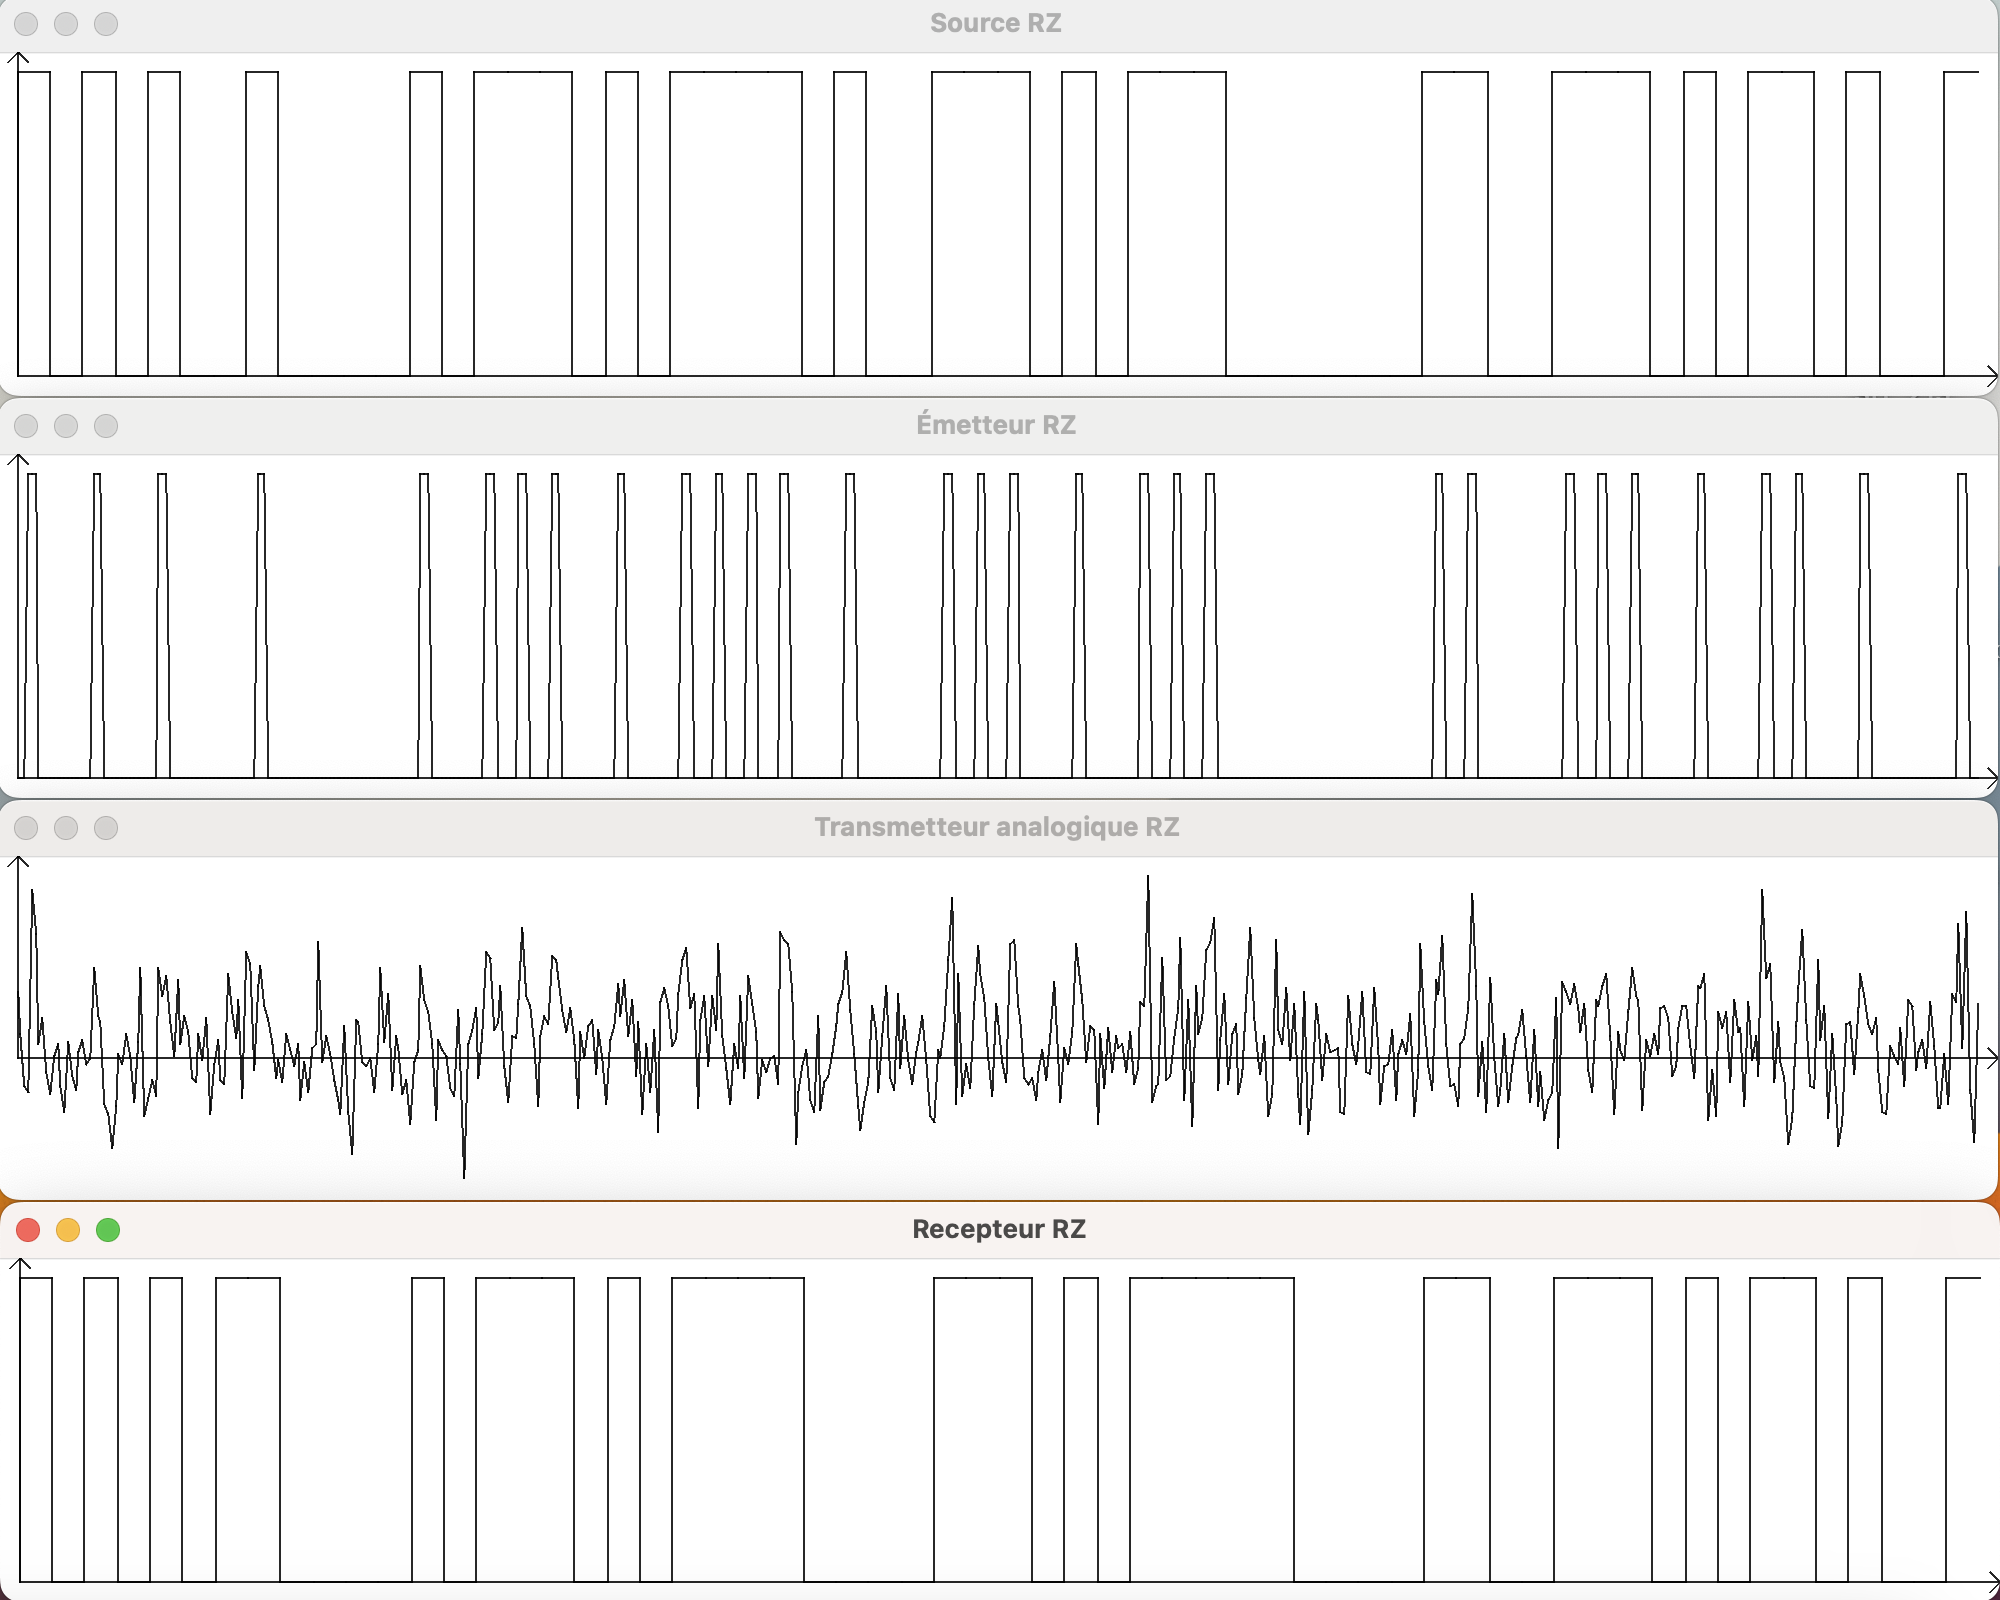 Source RZ
Émetteur RZ
Transmetteur analogique RZ
Recepteur RZ